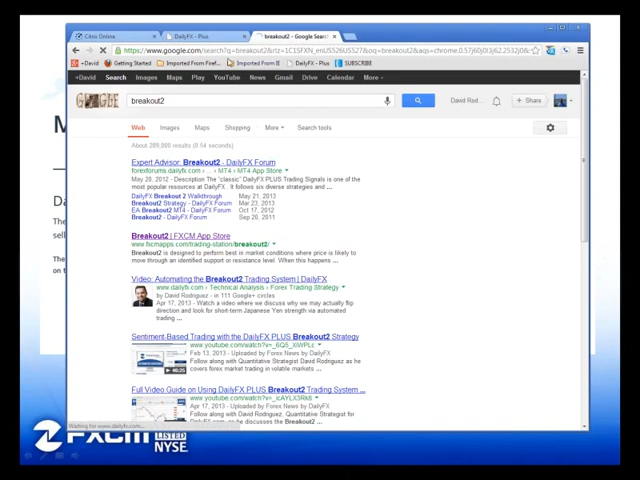 Citrix Online
DailyFX - Plus
breakout2 - Google Sear
+David Getting Started Imported From Firef... Imported From IE DailyFX - Plus SUBSCRIBE
+David Search Images Maps Play YouTube News Gmail Drive Calendar More
breakout2
David Rod... + Share
Web Images Maps Shopping More Search tools
About 289,000 results (0.54 seconds)
Expert Advisor: Breakout2 - DailyFX Forum
forexforums.dailyfx.com › ... › MT4 › MT4 App Store
May 20, 2012 - Description The "classic" DailyFX PLUS Trading Signals is one of the
most popular resources at DailyFX . It follows six diverse strategies and ...
DailyFX Breakout 2 Walkthrough May 21, 2013
Breakout2 Strategy - DailyFX Forum Mar 23, 2013
EA Breakout2 MT4 - DailyFX Forum Oct 17, 2012
Breakout2 - DailyFX Forum Sep 20, 2011
Breakout2 | FXCM App Store
www.fxcmapps.com/trading-station/breakout2/
Breakout2 is designed to perform best in market conditions where price is likely to
move through an identified support or resistance level. When this happens ...
Video: Automating the Breakout2 Trading System | DailyFX
www.dailyfx.com › Technical Analysis › Forex Trading Strategy
by David Rodriguez - in 111 Google+ circles
Apr 17, 2013 - Watch a video where we discuss why we may actually flip
direction and look for short-term Japanese Yen strength via automated
trading ...
Sentiment-Based Trading with the DailyFX PLUS Breakout2 Strategy
Feb 13, 2013 - Uploaded by Forex News by DailyFX
Follow along with Quantitative Strategist David Rodriguez as he
covers forex market trading in volatile markets ...
40:25
Full Video Guide on Using DailyFX PLUS Breakout2 Trading System ...
Apr 17, 2013 - Uploaded by Forex News by DailyFX
Follow along with David Rodriguez, Quantitative Strategist for
DailyFX.com, as he discusses the Breakout2 ...
Waiting for www.dailyfx.com...
FXCM LISTED
NYSE